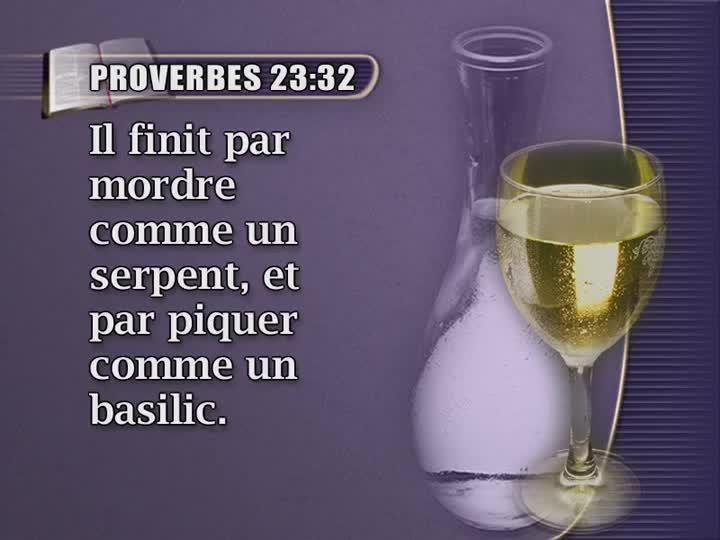 PROVERBES 23:32
Il finit par
mordre
comme un
serpent, et
par piquer
comme un
basilic.